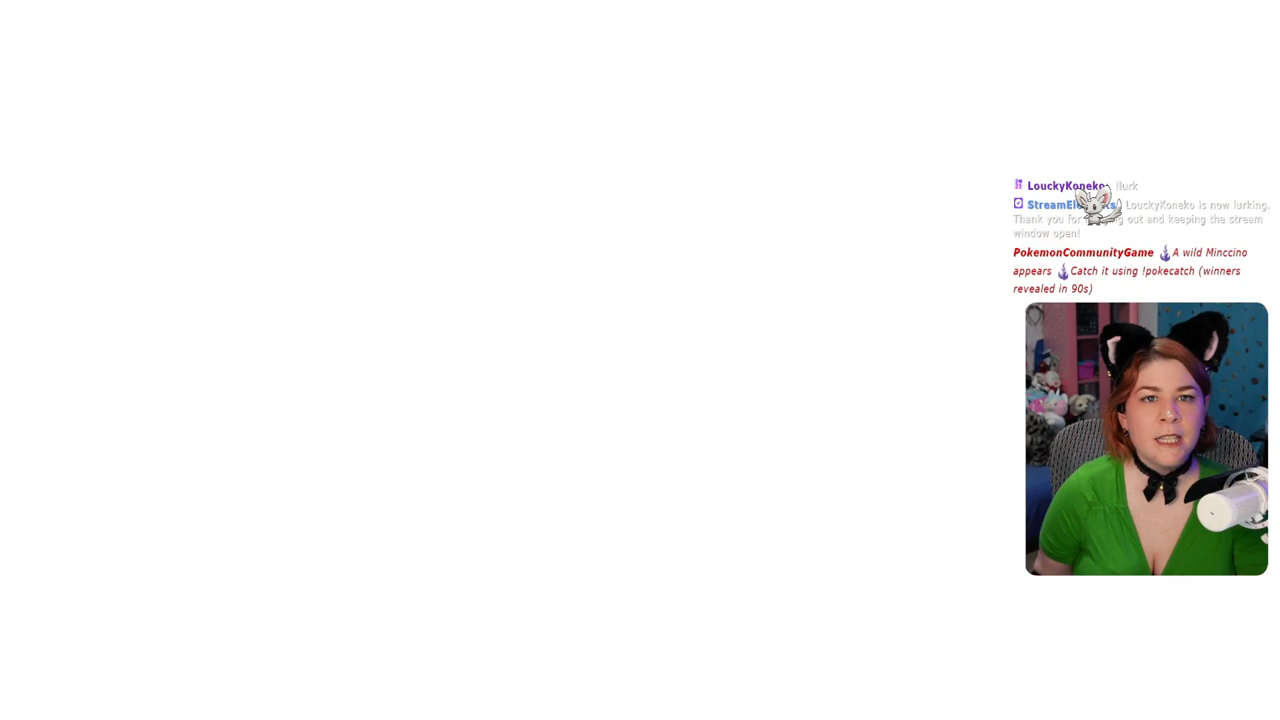 LouckyKoneko: !lurk
LouckyKoneko is now lurking.
Thank you for out and keeping the stream
window open!
PokemonCommunityGame A wild Minccino
appears Catch it using !pokecatch (winners
revealed in 90s)